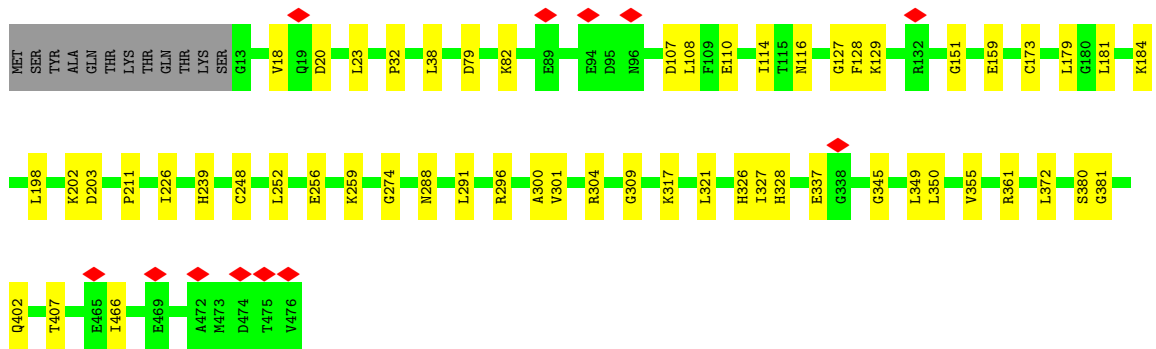 MET SER TYR ALA GLN THR LYS THR GLN THR LYS SER G13 V18 Q19 D20 L23 P32 L38 D79 K82 E89 E94 D95 N96 D107 L108 F109 E110 I114 T115 N116 G127 F128 K129 R132 G151 E159 C173 L179 G180 L181 K184
L198 K202 D203 P211 I226 H239 C248 L252 E256 K259 G274 N288 L291 R296 A300 V301 R304 G309 K317 L321 H326 I327 H328 E337 G338 G345 L349 L350 V355 R361 L372 S380 G381
Q402 T407 E465 I466 E469 A472 M473 D474 T475 V476